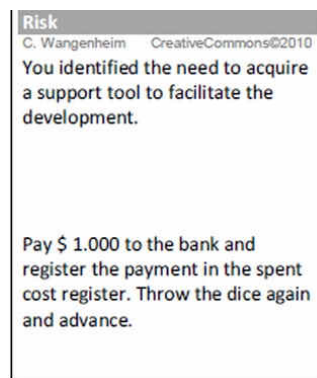 Risk
C. Wangenheim CreativeCommons©2010
You identified the need to acquire
a support tool to facilitate the
development.
Pay $ 1.000 to the bank and
register the payment in the spent
cost register. Throw the dice again
and advance.